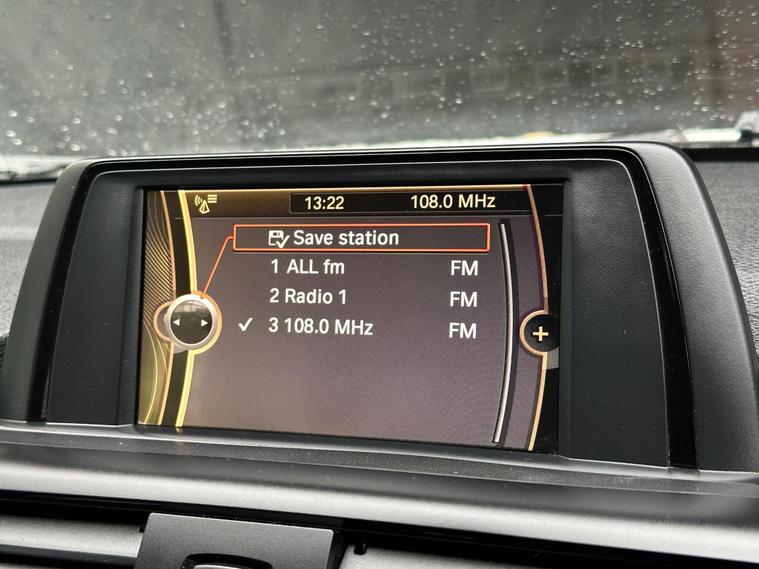 13:22 108.0 MHz
Save station
1 ALL fm FM
2 Radio 1 FM
3 108.0 MHz FM
+